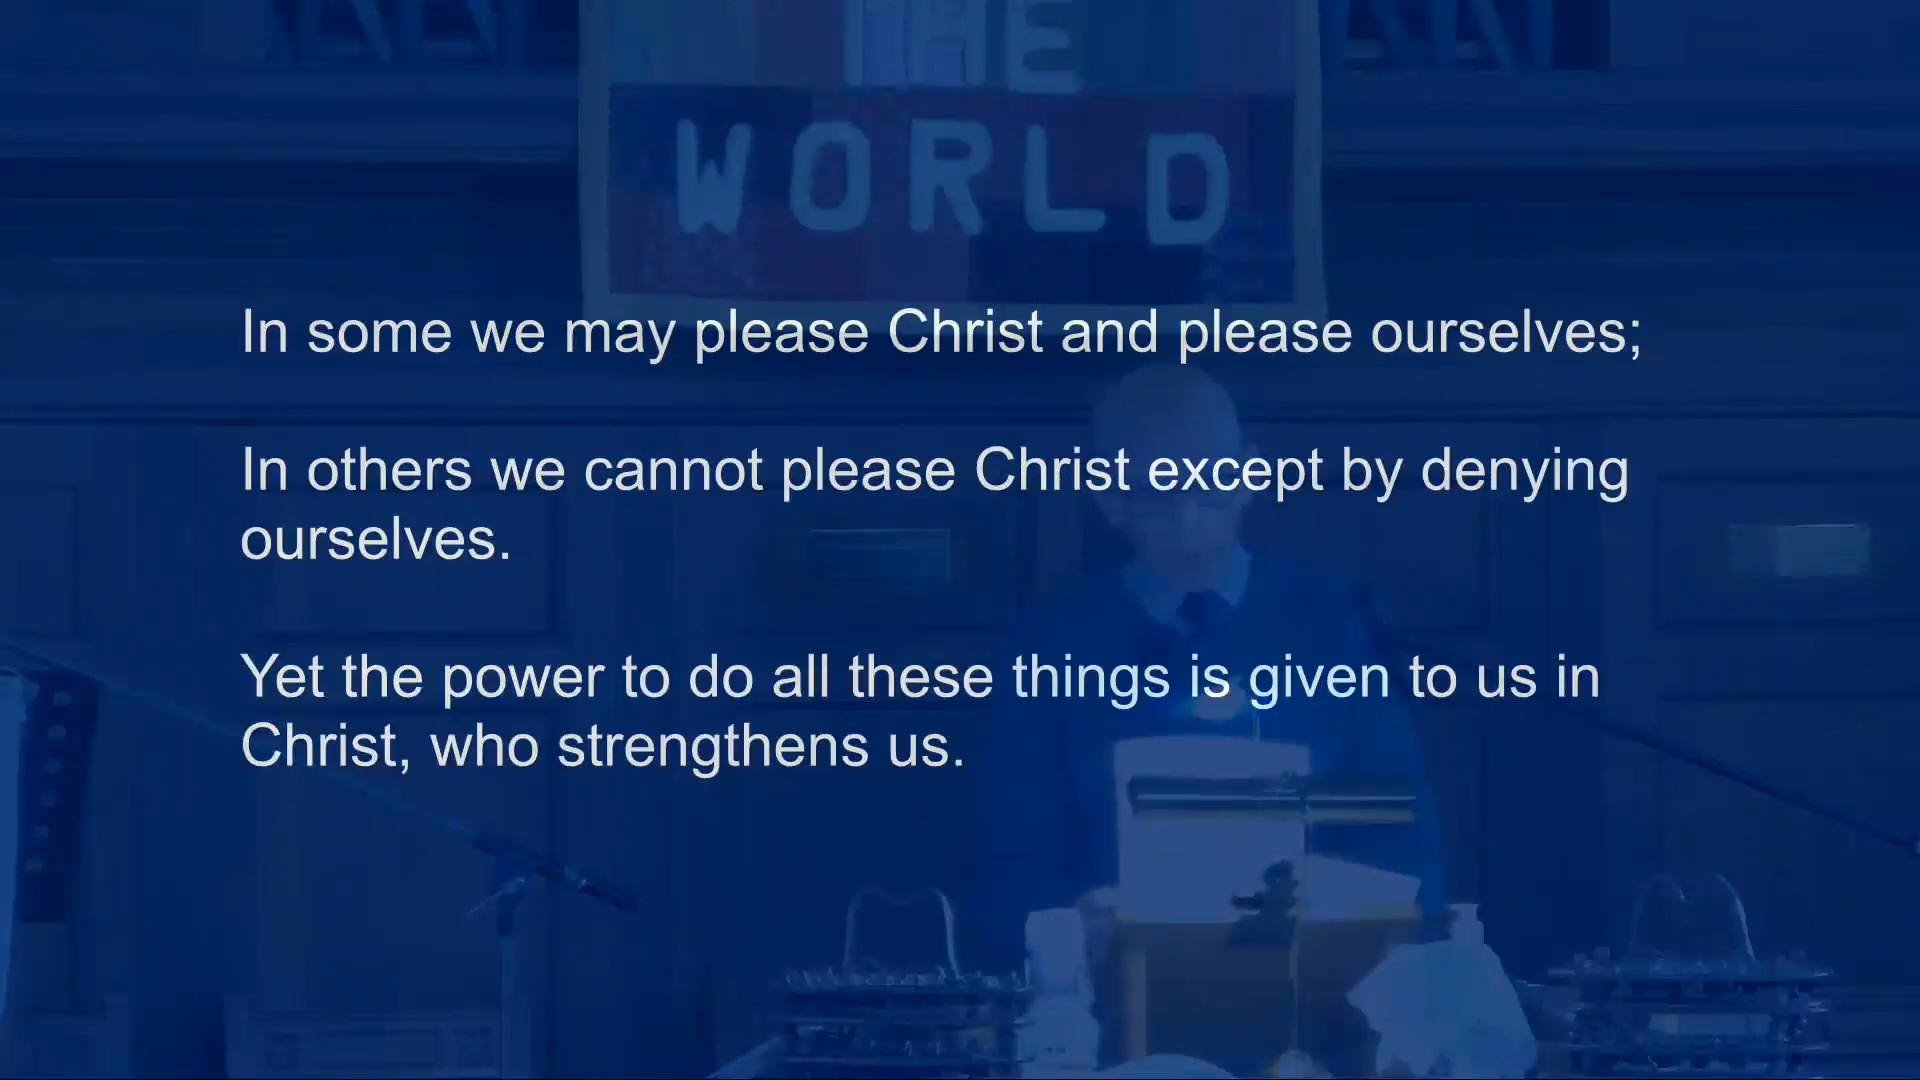 THE
WORLD
In some we may please Christ and please ourselves;
In others we cannot please Christ except by denying
ourselves.
Yet the power to do all these things is given to us in
Christ, who strengthens us.